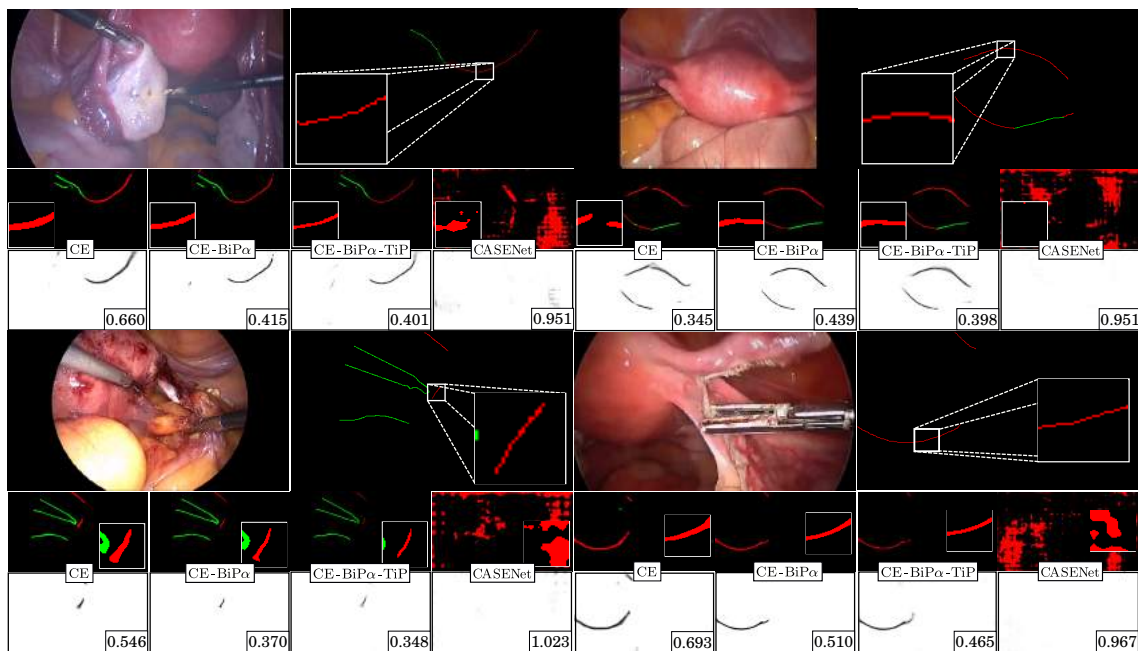 CE CE-BiPα CE-BiPα-TiP CASENet CE CE-BiPα CE-BiPα-TiP CASENet
0.660 0.415 0.401 0.951 0.345 0.439 0.398 0.951
CE CE-BiPα CE-BiPα-TiP CASENet CE CE-BiPα CE-BiPα-TiP CASENet
0.546 0.370 0.348 1.023 0.693 0.510 0.465 0.967